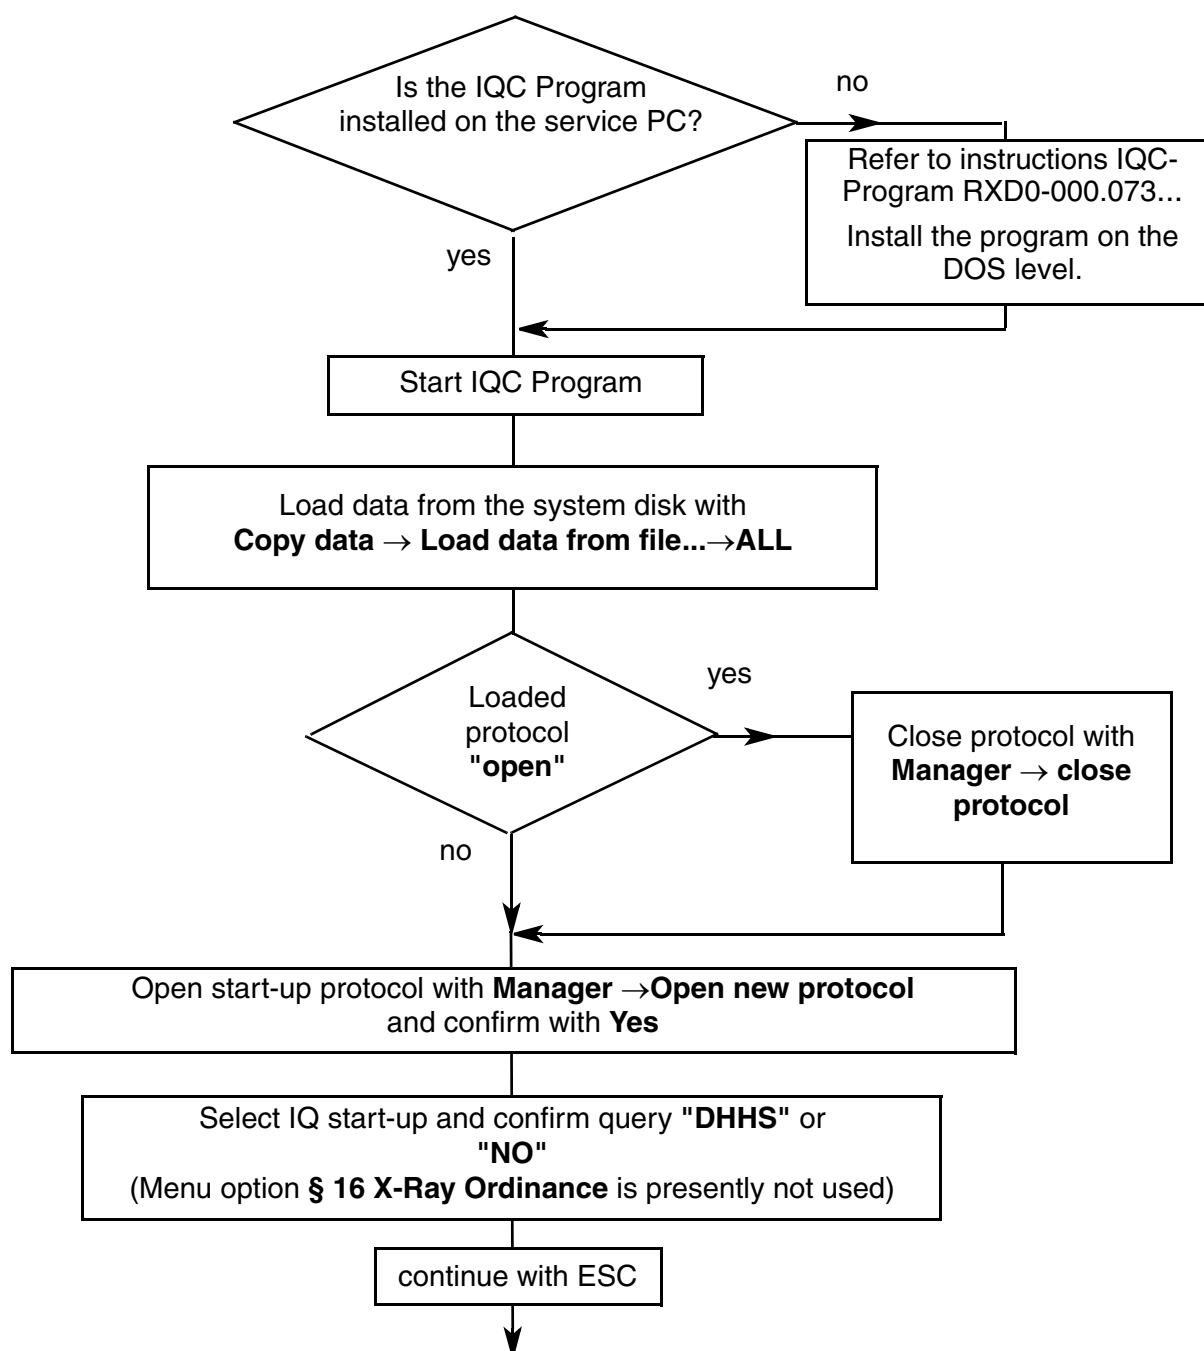 Is the IQC Program
installed on the service PC?
no
Refer to instructions IQC-
Program RXD0-000.073...
Install the program on the
DOS level.
yes
Start IQC Program
Load data from the system disk with
Copy data → Load data from file...→ALL
Loaded
protocol
"open"
yes
Close protocol with
Manager → close
protocol
no
Open start-up protocol with Manager →Open new protocol
and confirm with Yes
Select IQ start-up and confirm query "DHHS" or
"NO"
(Menu option § 16 X-Ray Ordinance is presently not used)
continue with ESC